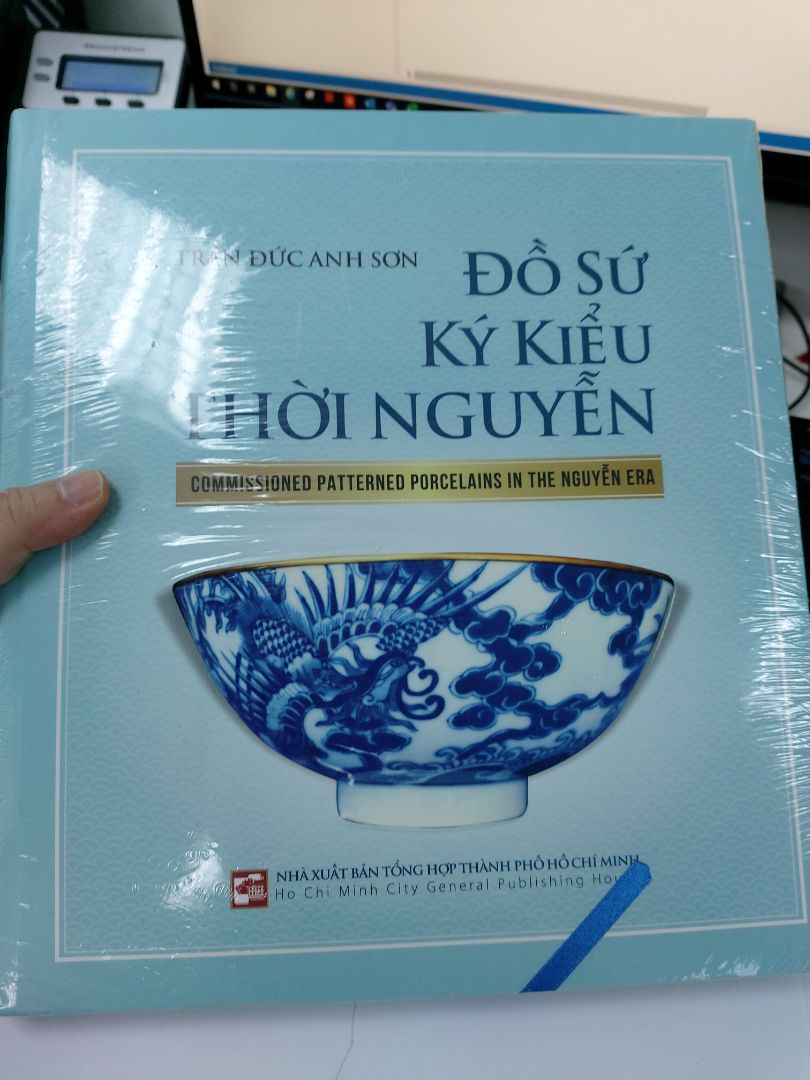 TRẦN ĐỨC ANH SƠN
ĐỒ SỨ
KÝ KIỂU
THỜI NGUYỄN
COMMISSIONED PATTERNED PORCELAINS IN THE NGUYỄN ERA
NHÀ XUẤT BẢN TỔNG HỢP THÀNH PHỐ HỒ CHÍ MINH
Ho Chi Minh City General Publishing